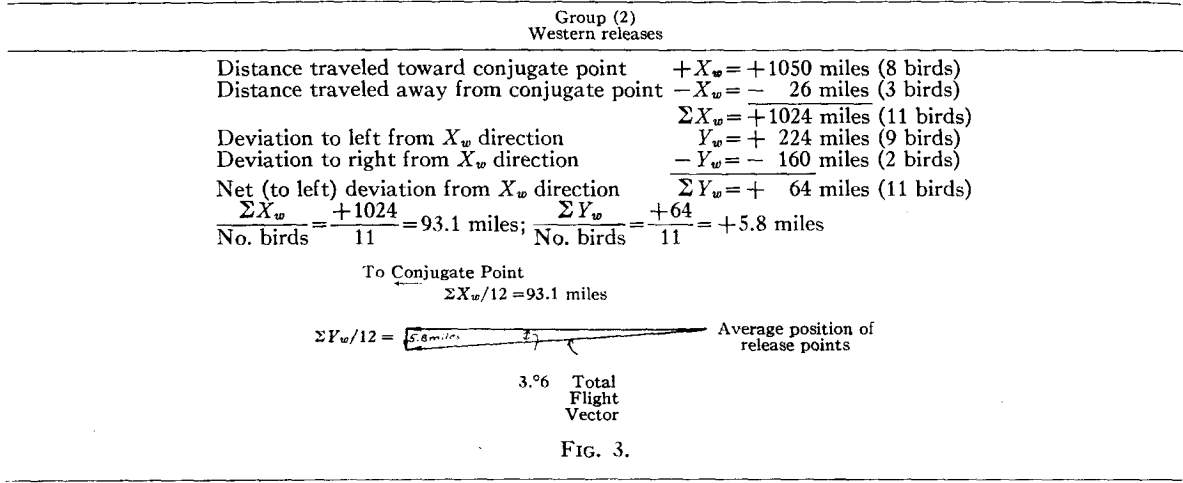 Group (2)
Western releases
Distance traveled toward conjugate point +X_w = +1050 miles (8 birds)
Distance traveled away from conjugate point −X_w = − 26 miles (3 birds)
ΣX_w = +1024 miles (11 birds)
Deviation to left from X_w direction Y_w = + 224 miles (9 birds)
Deviation to right from X_w direction − Y_w = − 160 miles (2 birds)
Net (to left) deviation from X_w direction ΣY_w = + 64 miles (11 birds)
ΣX_w/No. birds = +1024/11 = 93.1 miles; ΣY_w/No. birds = +64/11 = +5.8 miles
To Conjugate Point
ΣX_w/12 = 93.1 miles
ΣY_w/12 = 5.8 miles
Average position of
release points
3.°6 Total
Flight
Vector
FIG. 3.